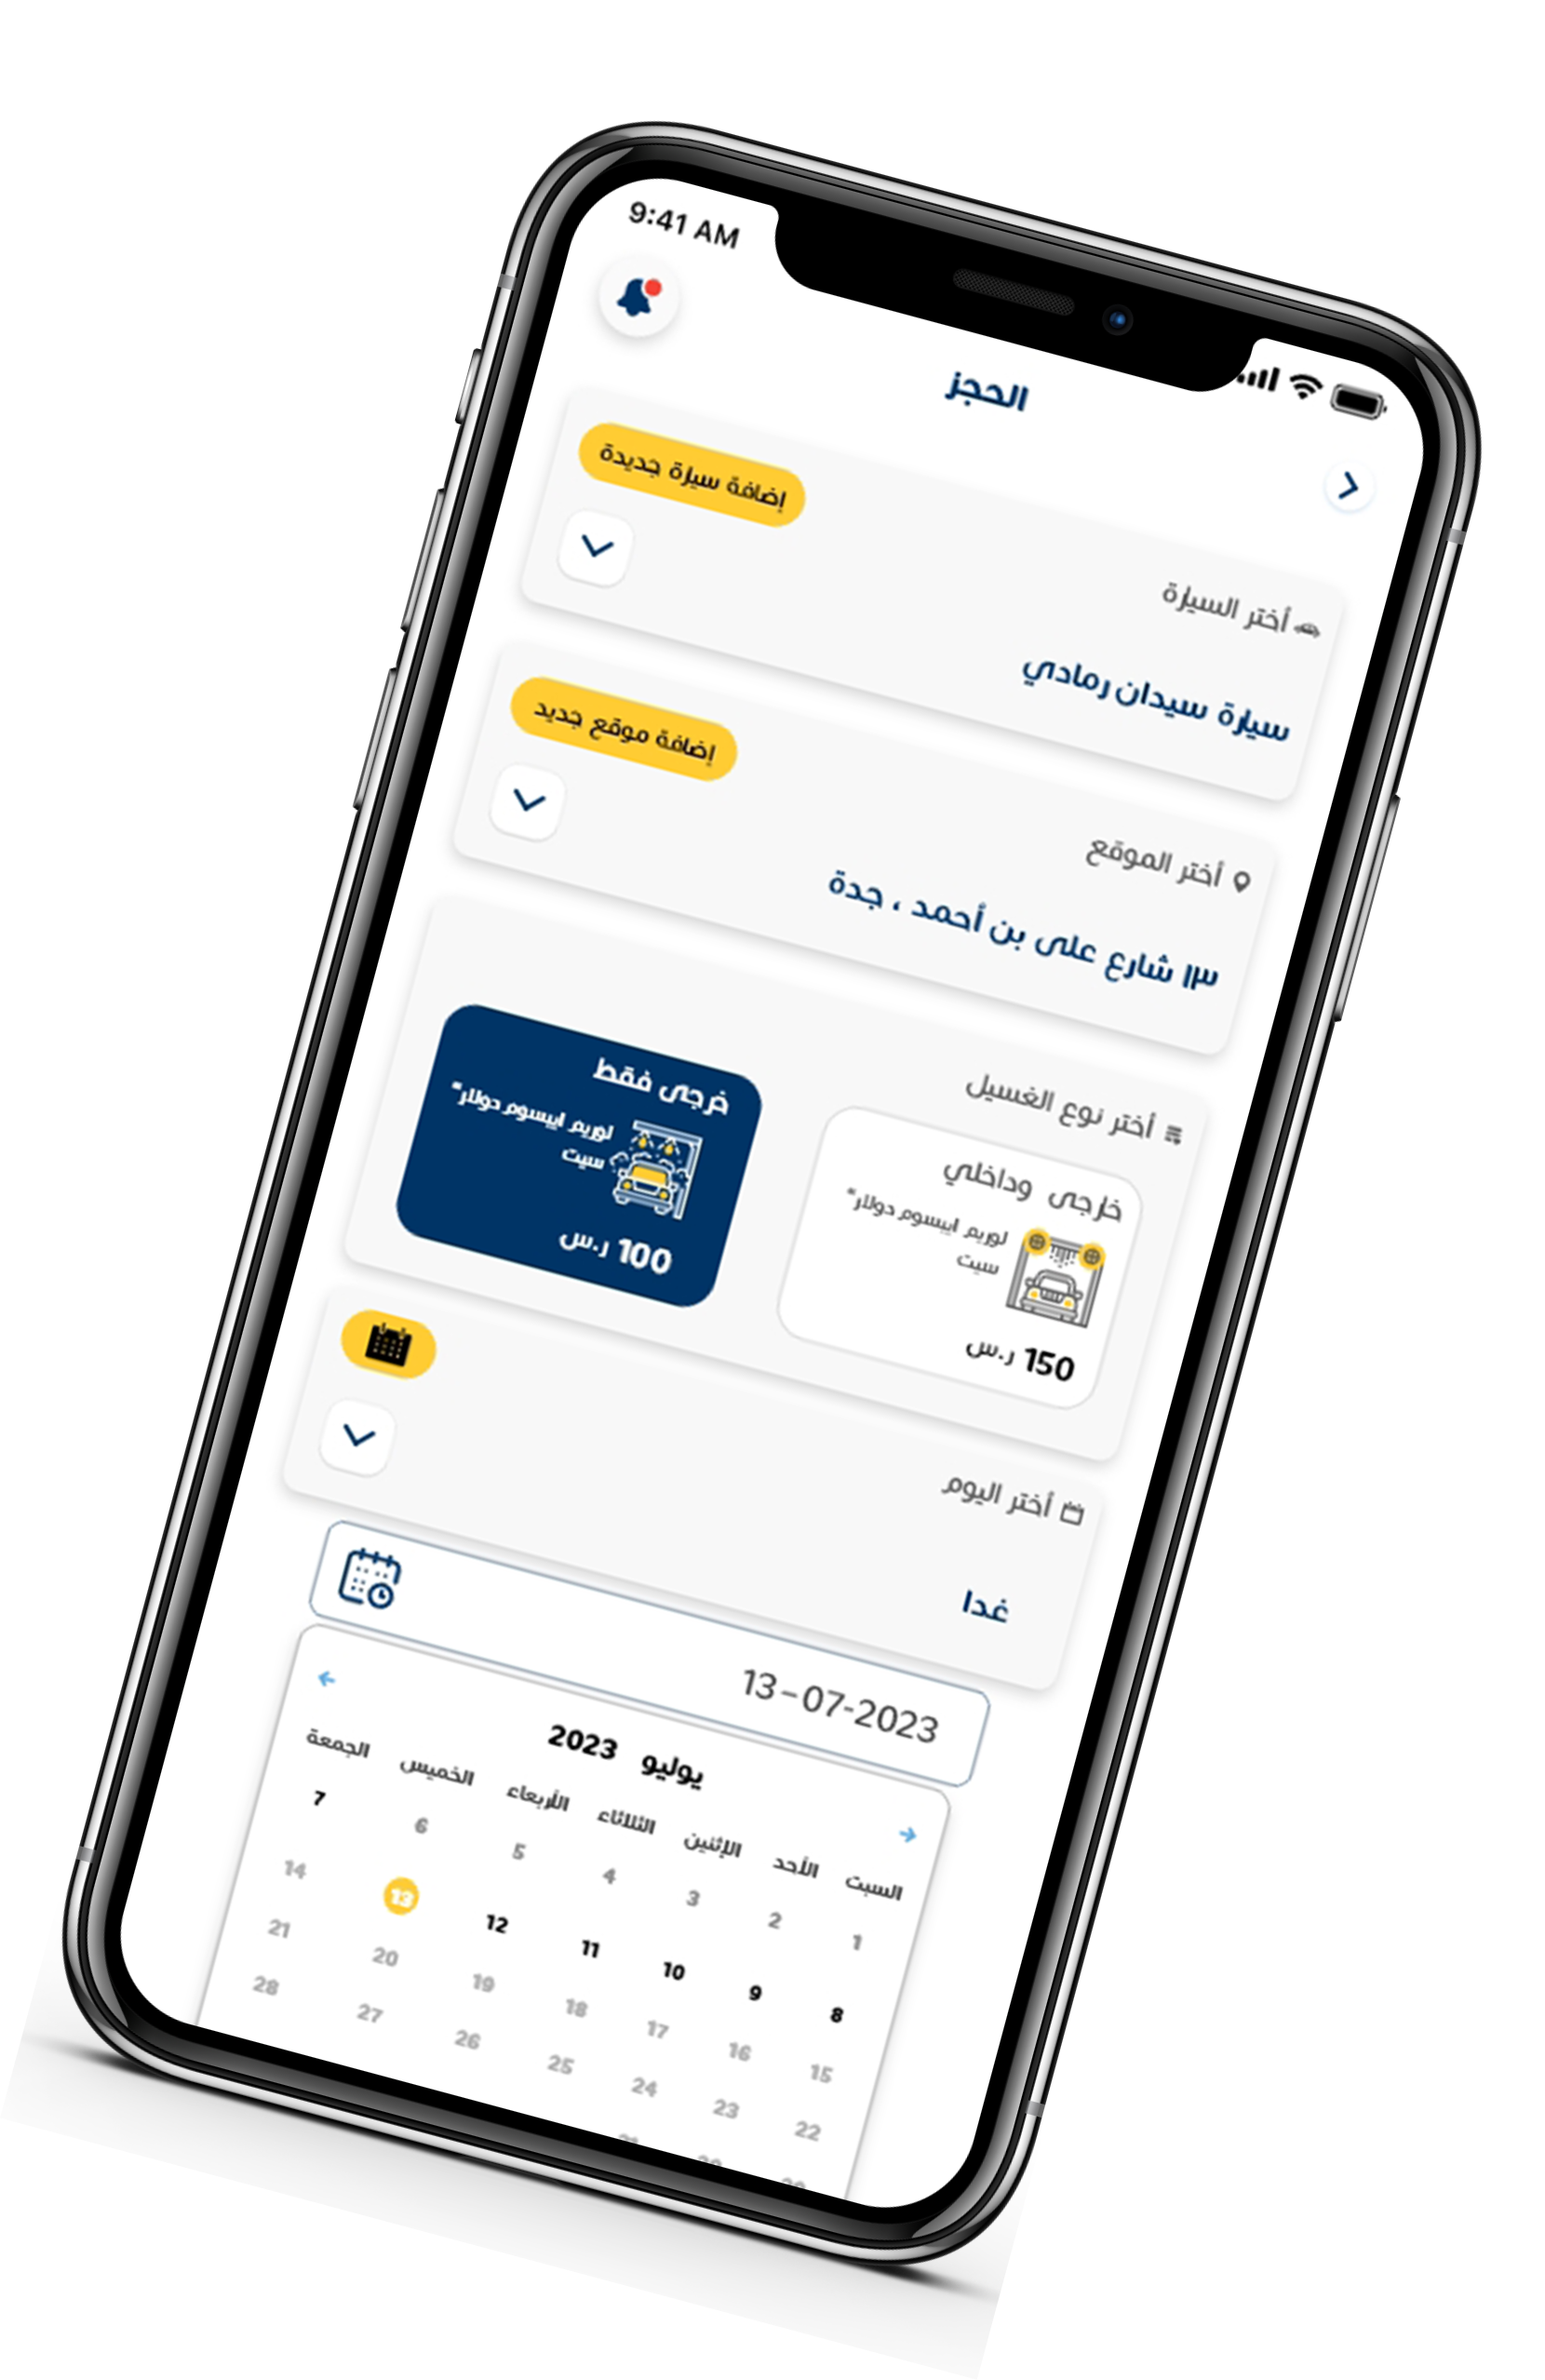 9:41 AM
الحجز
أختر السيارة
إضافة سيارة جديدة
سيارة سيدان رمادي
أختر الموقع
إضافة موقع جديد
١٣ شارع على بن أحمد ، جدة
أختر نوع الغسيل
خارجى وداخلي
لوريم ايبسوم دولار"
سيت
150 ر.س
خرجى فقط
لوريم ايبسوم دولار"
سيت
100 ر.س
أختر اليوم
غدا
13-07-2023
يوليو 2023
السبت الأحد الإثنين الثلاثاء الأربعاء الخميس الجمعة
1 2 3 4 5 6 7
8 9 10 11 12 13 14
15 16 17 18 19 20 21
22 23 24 25 26 27 28